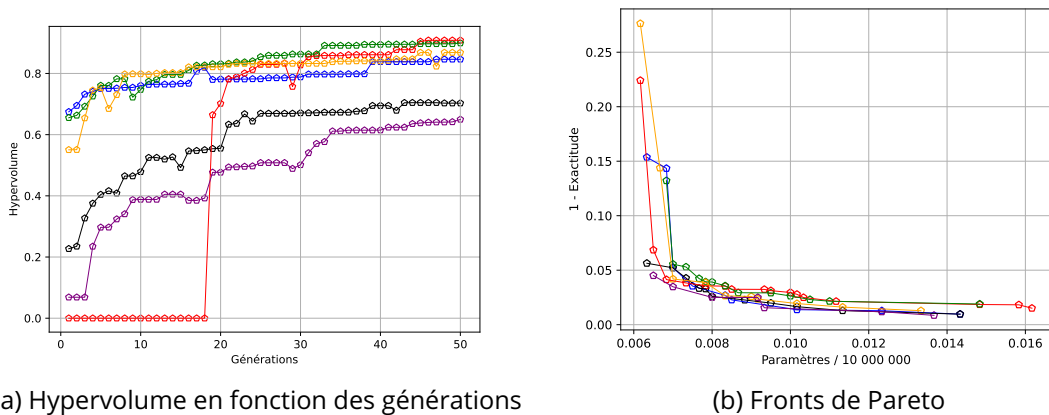 Hypervolume
0.8
0.6
0.4
0.2
0.0
0 10 20 30 40 50
Générations
a) Hypervolume en fonction des générations
1 - Exactitude
0.25
0.20
0.15
0.10
0.05
0.00
0.006 0.008 0.010 0.012 0.014 0.016
Paramètres / 10 000 000
(b) Fronts de Pareto